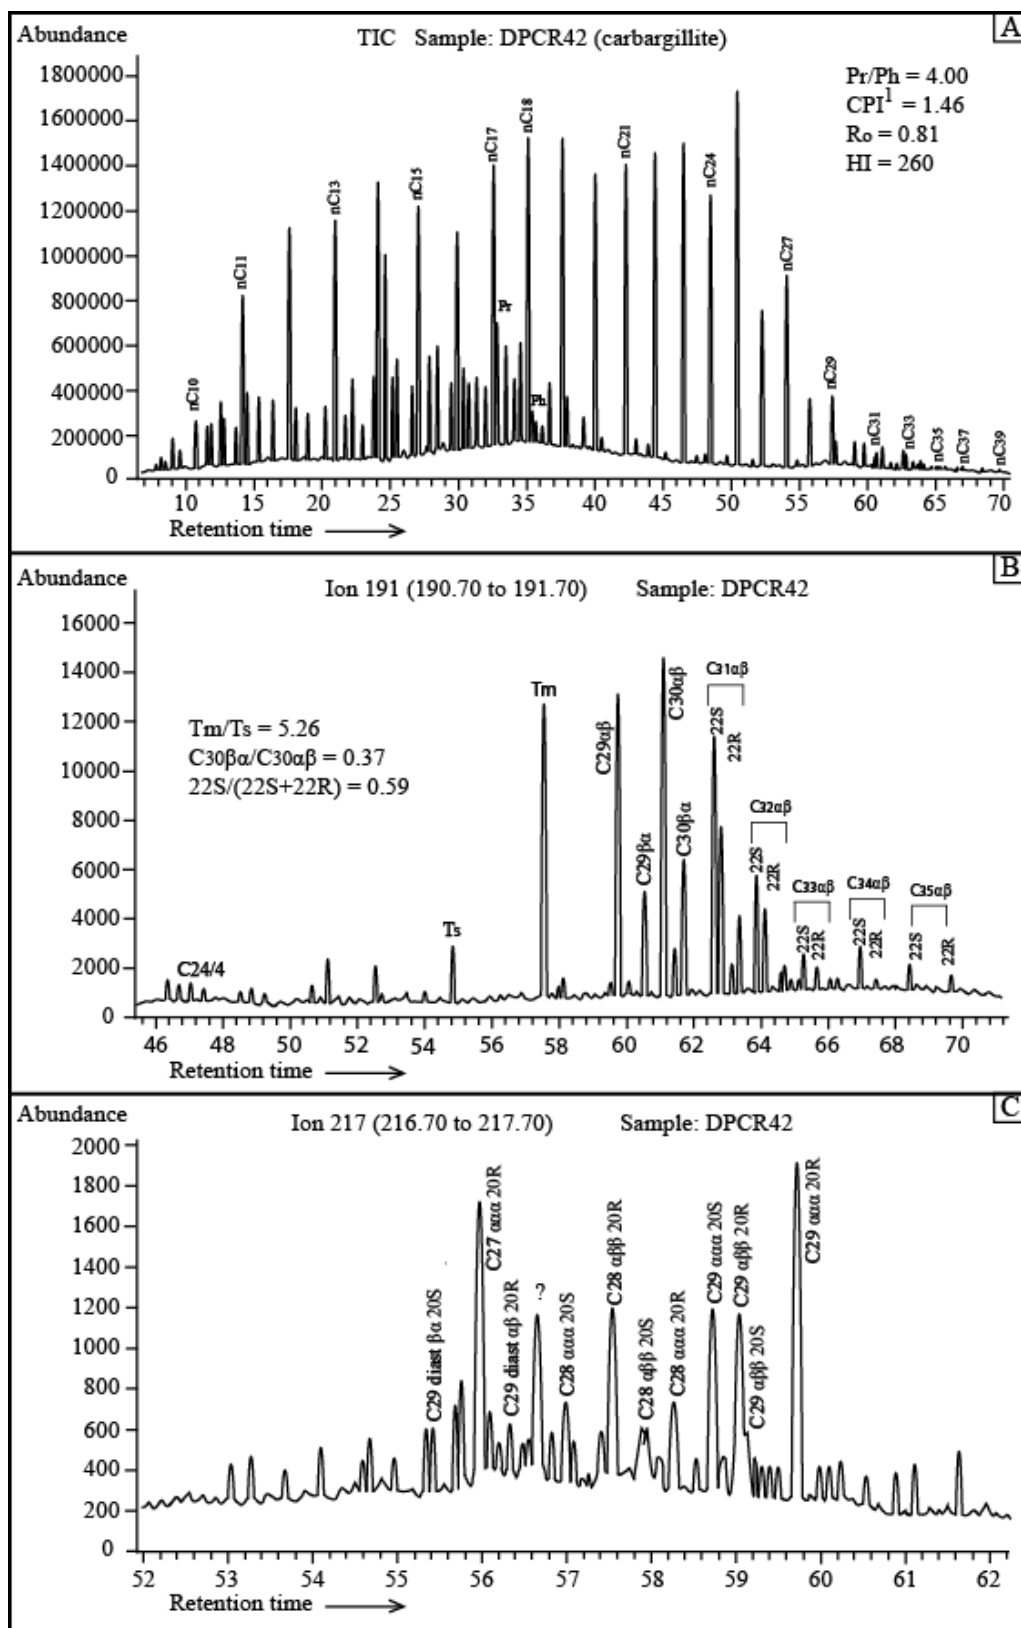 A
Abundance
TIC Sample: DPCR42 (carbargillite)
Pr/Ph = 4.00
CPI¹ = 1.46
Ro = 0.81
HI = 260
1800000
1600000
1400000
1200000
1000000
800000
600000
400000
200000
0
nC10
nC11
nC13
nC15
nC17
Pr
nC18
Ph
nC21
nC24
nC27
nC29
nC31
nC33
nC35
nC37
nC39
10 15 20 25 30 35 40 45 50 55 60 65 70
Retention time
B
Abundance
Ion 191 (190.70 to 191.70) Sample: DPCR42
16000
14000
12000
10000
8000
6000
4000
2000
0
Tm/Ts = 5.26
C30βα/C30αβ = 0.37
22S/(22S+22R) = 0.59
C24/4
Ts
Tm
C29αβ
C29βα
C30αβ
C30βα
C31αβ
22S
22R
C32αβ
22S
22R
C33αβ
22S
22R
C34αβ
22S
22R
C35αβ
22S
22R
46 48 50 52 54 56 58 60 62 64 66 68 70
Retention time
C
Abundance
Ion 217 (216.70 to 217.70) Sample: DPCR42
2000
1800
1600
1400
1200
1000
800
600
400
200
0
C29 diast βα 20S
C27 ααα 20R
C29 diast αβ 20R
?
C28 ααα 20S
C28 αββ 20R
C28 αββ 20S
C28 ααα 20R
C29 ααα 20S
C29 αββ 20R
C29 αββ 20S
C29 ααα 20R
52 53 54 55 56 57 58 59 60 61 62
Retention time